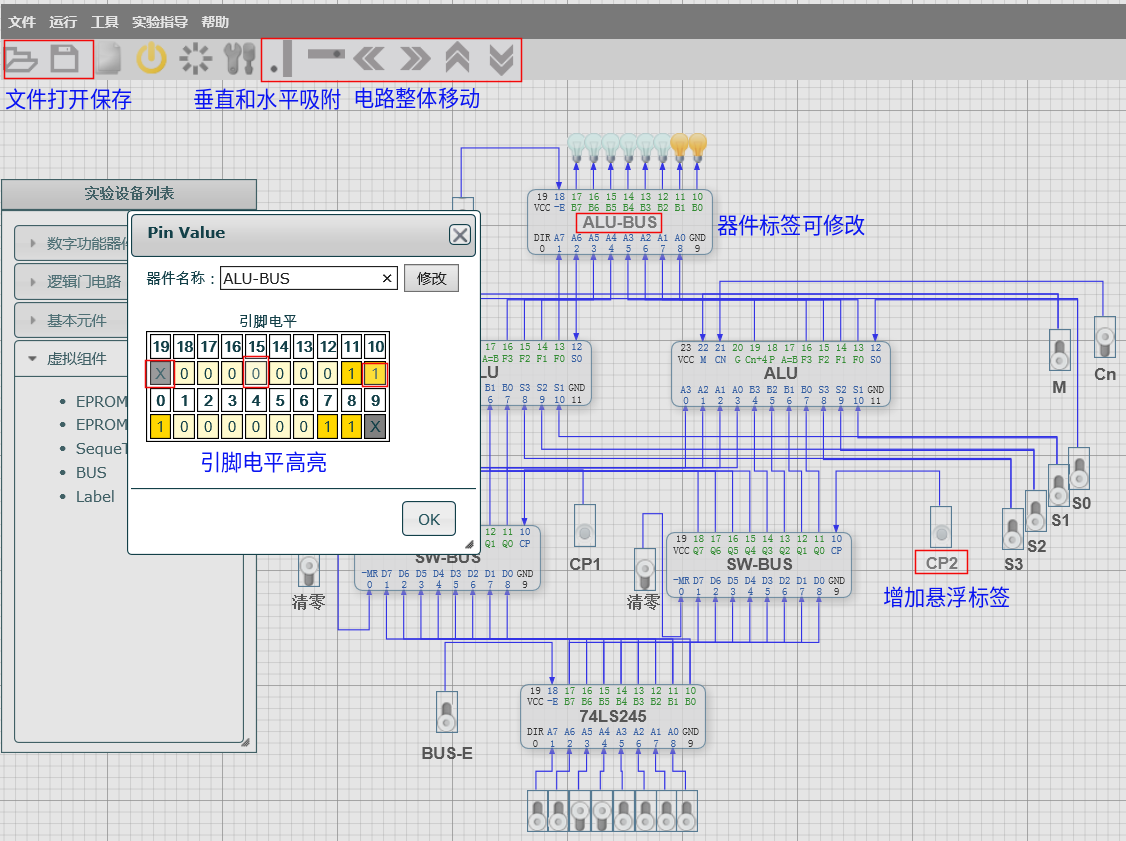 文件 运行 工具 实验指导 帮助
文件打开保存 垂直和水平吸附 电路整体移动
实验设备列表
数字功能器件
逻辑门电路
基本元件
虚拟组件
EPROM
EPROM
SequeT
BUS
Label
Pin Value
器件名称： ALU-BUS × 修改
引脚电平
19 18 17 16 15 14 13 12 11 10
X 0 0 0 0 0 0 0 1 1
0 1 2 3 4 5 6 7 8 9
1 0 0 0 0 0 0 1 1 X
引脚电平高亮
OK
19 18 17 16 15 14 13 12 11 10
VCC -E B7 B6 B5 B4 B3 B2 B1 B0
ALU-BUS
DIR A7 A6 A5 A4 A3 A2 A1 A0 GND
0 1 2 3 4 5 6 7 8 9
器件标签可修改
17 16 15 14 13 12
A=B F3 F2 F1 F0 S0
LU
B1 B0 S3 S2 S1 GND
6 7 8 9 10 11
23 22 21 20 19 18 17 16 15 14 13 12
VCC M CN G Cn+4 P A=B F3 F2 F1 F0 S0
ALU
A3 A2 A1 A0 B3 B2 B1 B0 S3 S2 S1 GND
0 1 2 3 4 5 6 7 8 9 10 11
M
Cn
S0
S1
S2
S3
12 11 10
Q1 Q0 CP
SW-BUS
-MR D7 D6 D5 D4 D3 D2 D1 D0 GND
0 1 2 3 4 5 6 7 8 9
清零
CP1
19 18 17 16 15 14 13 12 11 10
VCC Q7 Q6 Q5 Q4 Q3 Q2 Q1 Q0 CP
SW-BUS
-MR D7 D6 D5 D4 D3 D2 D1 D0 GND
0 1 2 3 4 5 6 7 8 9
清零
CP2
增加悬浮标签
19 18 17 16 15 14 13 12 11 10
VCC -E B7 B6 B5 B4 B3 B2 B1 B0
74LS245
DIR A7 A6 A5 A4 A3 A2 A1 A0 GND
0 1 2 3 4 5 6 7 8 9
BUS-E